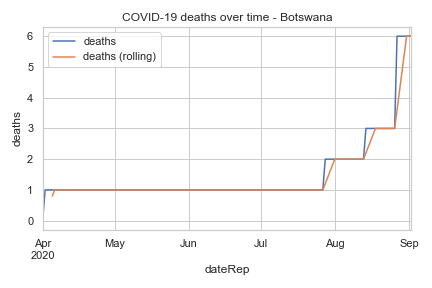 COVID-19 deaths over time - Botswana
deaths
deaths (rolling)
6
5
4
3
2
1
0
deaths
Apr
2020
May
Jun
Jul
Aug
Sep
dateRep